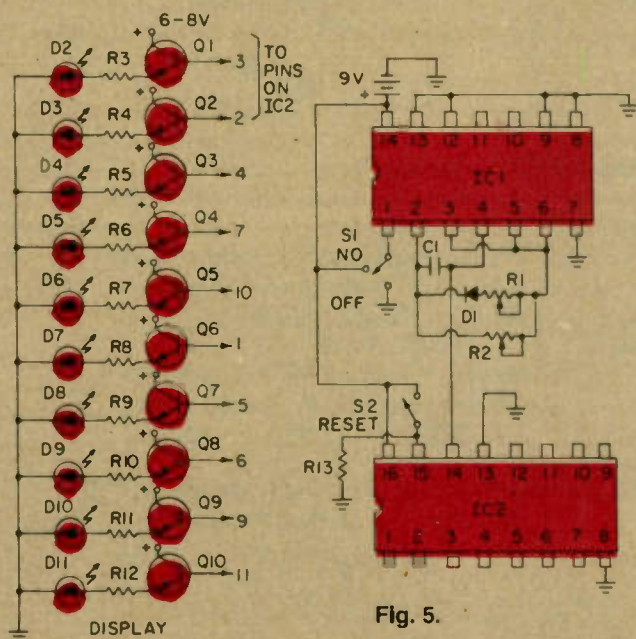 6-8V
+
D2 R3 Q1 3
TO
PINS
ON
IC2
+
D3 R4 Q2 2
+
D4 R5 Q3 4
+
D5 R6 Q4 7
+
D6 R7 Q5 10
+
D7 R8 Q6 1
+
D8 R9 Q7 5
+
D9 R10 Q8 6
+
D10 R11 Q9 9
+
D11 R12 Q10 11
DISPLAY
9V
+
14 13 12 11 10 9 8
IC1
1 2 3 4 5 6 7
S1
NO
OFF
C1
R1
D1
R2
S2
RESET
R13
16 15 14 13 12 11 10 9
IC2
1 2 3 4 5 6 7 8
Fig. 5.